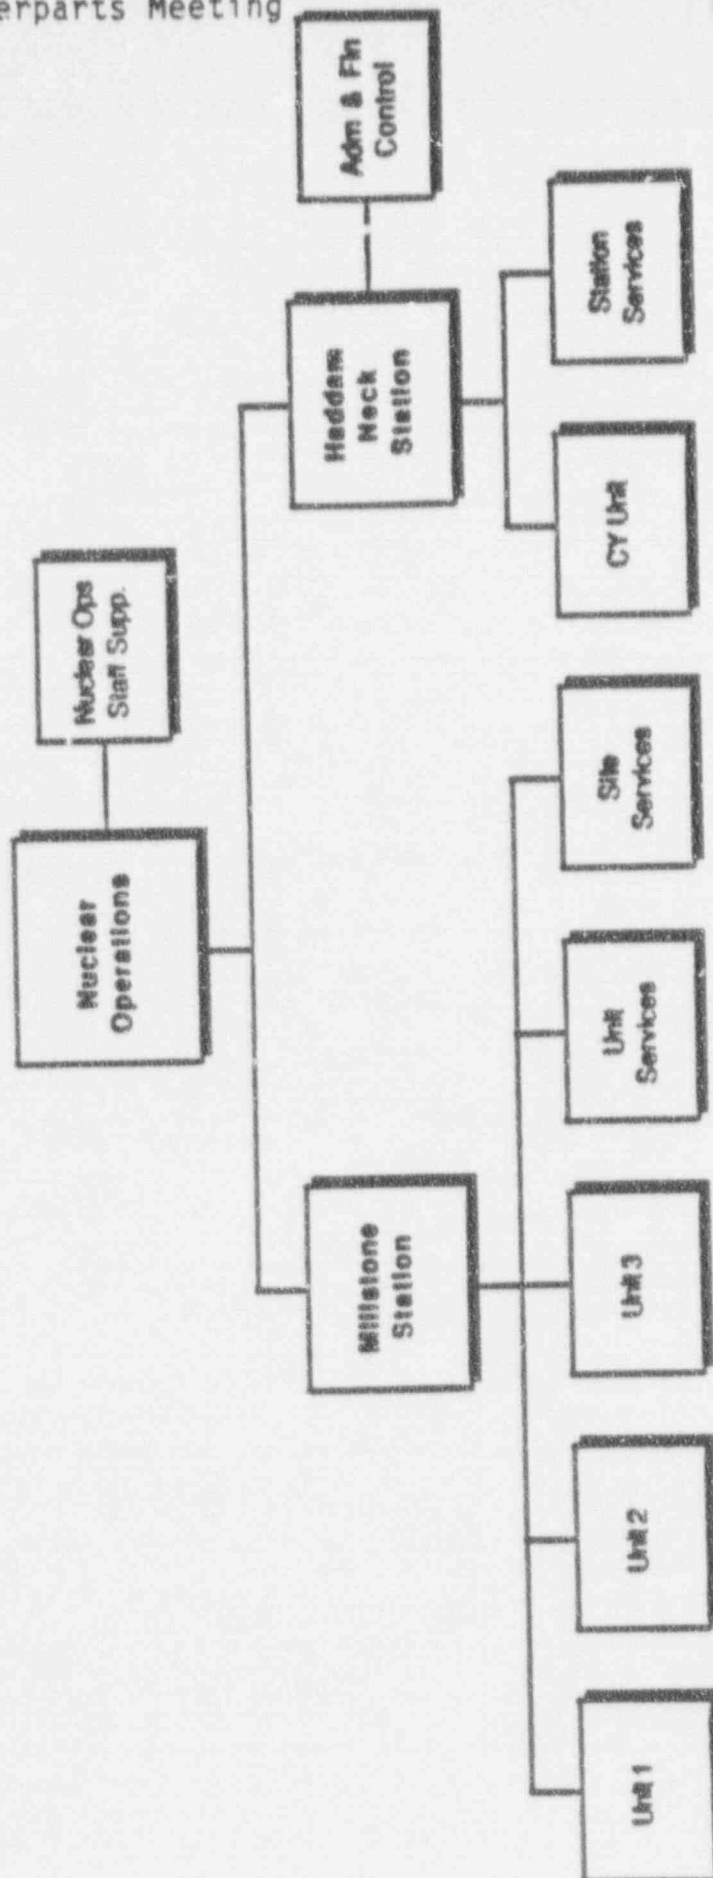 erparts Meeting
Nuclear
Operations
Nuclear Ops
Staff Supp.
Millstone
Station
Haddam
Neck
Station
Adm & Fin
Control
Unit 1
Unit 2
Unit 3
Unit
Services
Site
Services
CY Unit
Station
Services